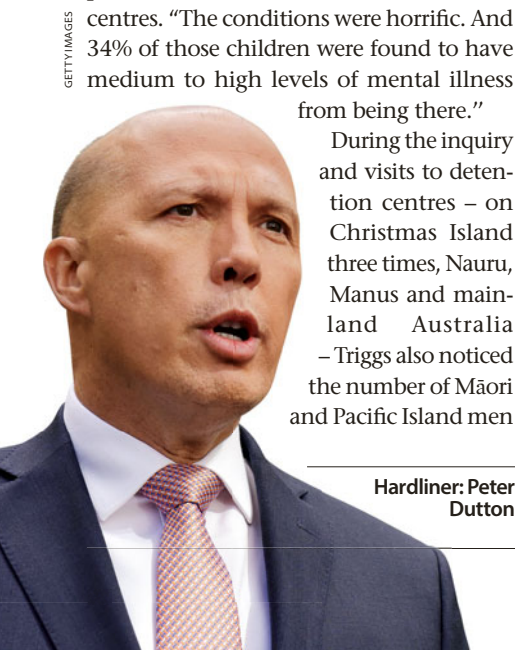 GETTY IMAGES
centres. “The conditions were horrific. And
34% of those children were found to have
medium to high levels of mental illness
from being there.”
During the inquiry
and visits to deten-
tion centres – on
Christmas Island
three times, Nauru,
Manus and main-
land Australia
– Triggs also noticed
the number of Māori
and Pacific Island men
Hardliner: Peter
Dutton